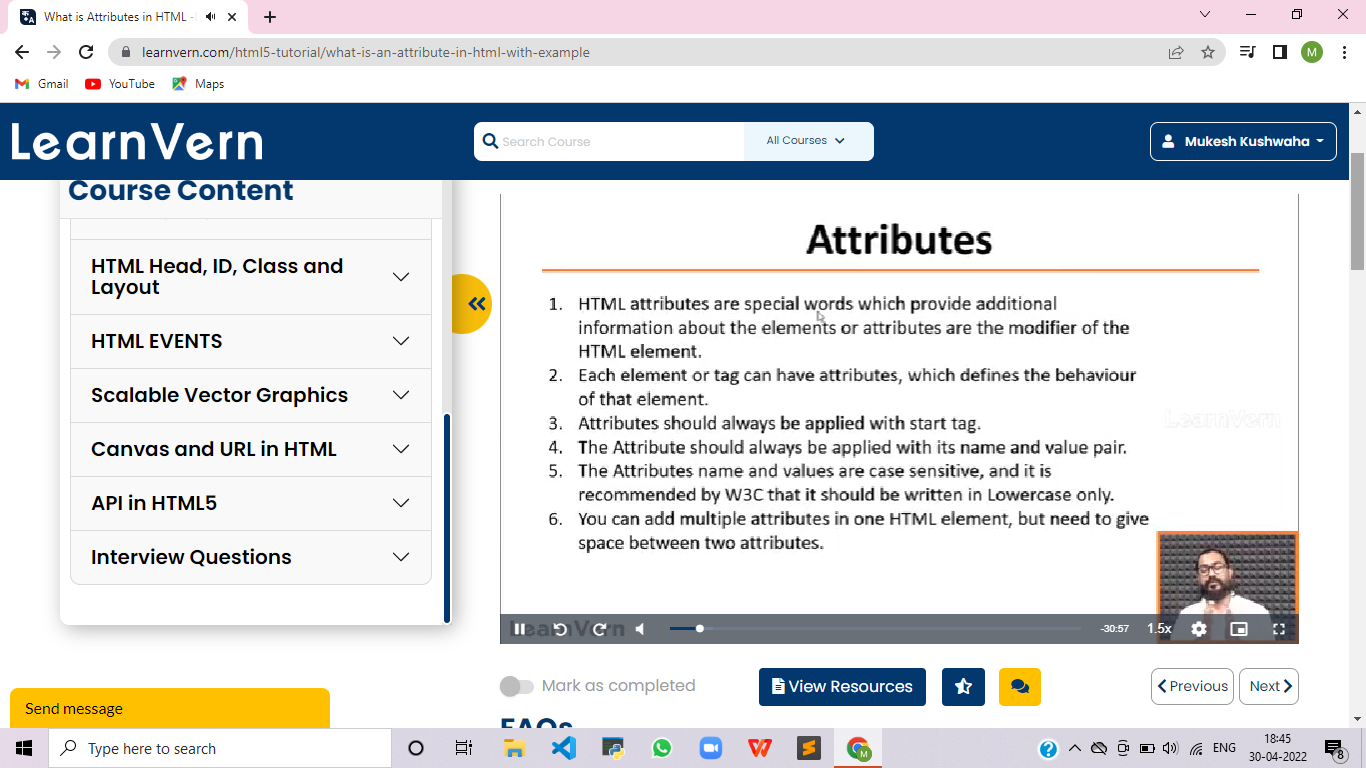 What is Attributes in HTML -
learnvern.com/html5-tutorial/what-is-an-attribute-in-html-with-example
M
Gmail
YouTube
Maps
LearnVern
Search Course
All Courses
Mukesh Kushwaha
Course Content
HTML Head, ID, Class and
Layout
HTML EVENTS
Scalable Vector Graphics
Canvas and URL in HTML
API in HTML5
Interview Questions
Attributes
1. HTML attributes are special words which provide additional
information about the elements or attributes are the modifier of the
HTML element.
2. Each element or tag can have attributes, which defines the behaviour
of that element.
3. Attributes should always be applied with start tag.
4. The Attribute should always be applied with its name and value pair.
5. The Attributes name and values are case sensitive, and it is
recommended by W3C that it should be written in Lowercase only.
6. You can add multiple attributes in one HTML element, but need to give
space between two attributes.
LearnVern
LearnVern
-30:57
1.5x
Mark as completed
View Resources
Previous
Next
FAQs
Send message
Type here to search
M
ENG
18:45
30-04-2022
8